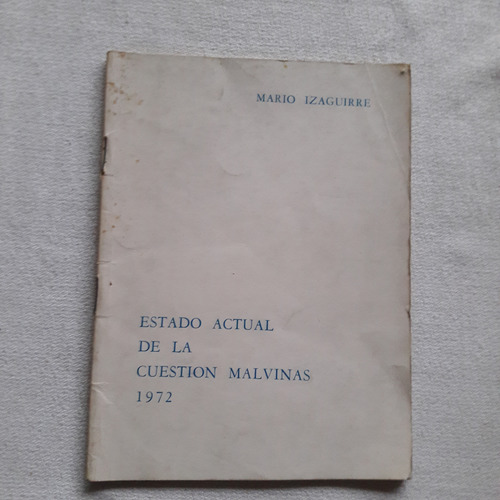 MARIO IZAGUIRRE
ESTADO ACTUAL
DE LA
CUESTION MALVINAS
1972